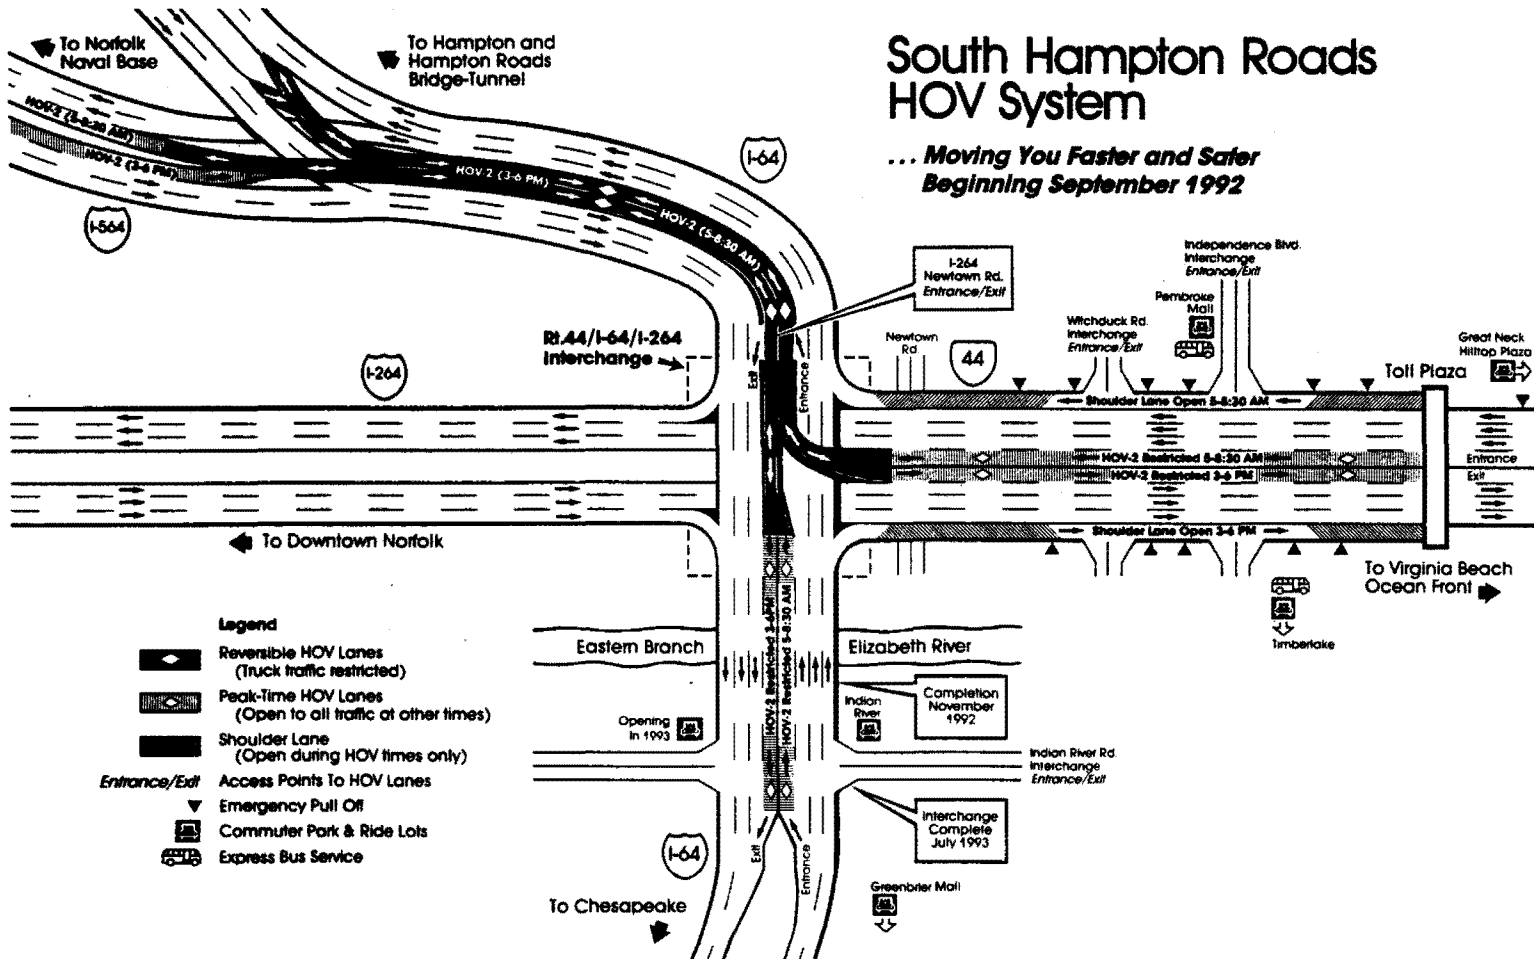 South Hampton Roads
HOV System
... Moving You Faster and Safer
Beginning September 1992
To Norfolk
Naval Base
To Hampton and
Hampton Roads
Bridge-Tunnel
I-64
HOV-2 (5-8:30 AM)
HOV-2 (3-6 PM)
HOV-2 (3-6 PM)
HOV-2 (5-8:30 AM)
I-564
I-264
Newtown Rd.
Entrance/Exit
Independence Blvd.
Interchange
Entrance/Exit
Pembroke
Mall
Witchduck Rd.
Interchange
Entrance/Exit
Newtown
Rd.
44
Great Neck
Hilltop Plaza
Toll Plaza
Rt.44/I-64/I-264
Interchange
I-264
Exit
Entrance
Shoulder Lane Open 5-8:30 AM
HOV-2 Restricted 5-8:30 AM
HOV-2 Restricted 3-6 PM
Shoulder Lane Open 3-6 PM
Entrance
Exit
To Downtown Norfolk
To Virginia Beach
Ocean Front
Timberlake
Legend
Reversible HOV Lanes
(Truck traffic restricted)
Peak-Time HOV Lanes
(Open to all traffic at other times)
Shoulder Lane
(Open during HOV times only)
Entrance/Exit Access Points To HOV Lanes
Emergency Pull Off
Commuter Park & Ride Lots
Express Bus Service
Eastern Branch
Elizabeth River
HOV-2 Restricted 3-6PM
HOV-2 Restricted 5-8:30 AM
Completion
November
1992
Opening
in 1993
Indian
River
Indian River Rd.
Interchange
Entrance/Exit
Interchange
Complete
July 1993
I-64
Exit
Entrance
To Chesapeake
Greenbrier Mall